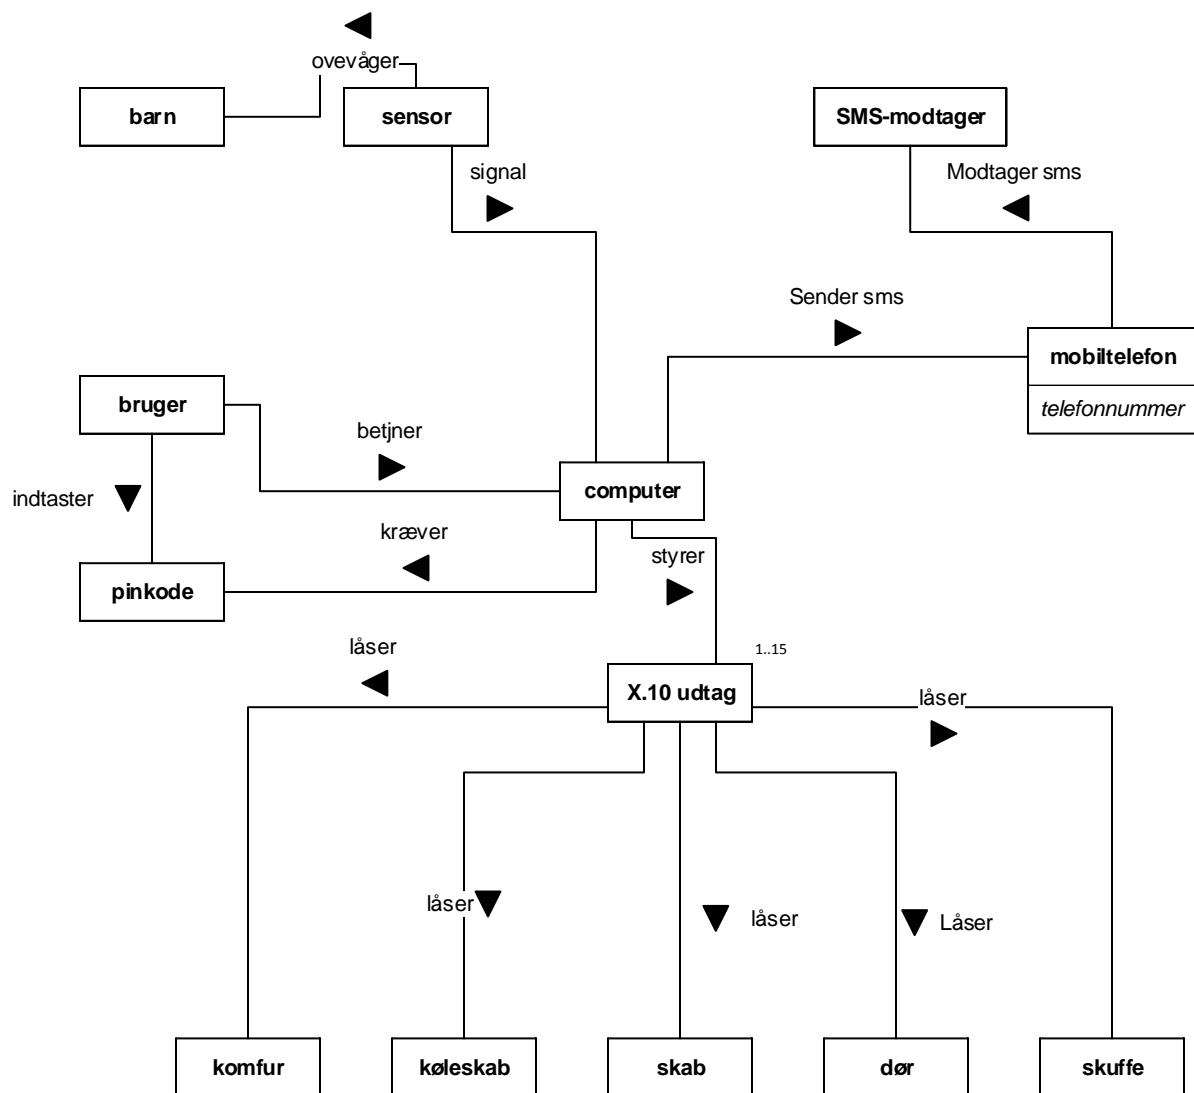 ovevåger
barn
sensor
SMS-modtager
signal
Modtager sms
Sender sms
mobiltelefon
telefonnummer
bruger
betjner
computer
indtaster
kræver
pinkode
styrer
låser
1..15
X.10 udtag
låser
låser
låser
Låser
komfur
køleskab
skab
dør
skuffe